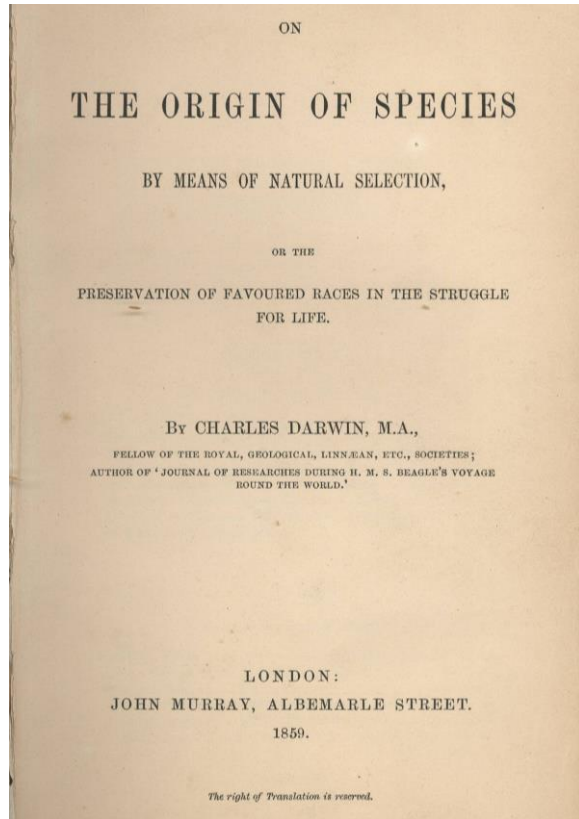 ON
THE ORIGIN OF SPECIES
BY MEANS OF NATURAL SELECTION,
OR THE
PRESERVATION OF FAVOURED RACES IN THE STRUGGLE
FOR LIFE.
BY CHARLES DARWIN, M.A.,
FELLOW OF THE ROYAL, GEOLOGICAL, LINNÆAN, ETC., SOCIETIES;
AUTHOR OF ‘JOURNAL OF RESEARCHES DURING H. M. S. BEAGLE’S VOYAGE
ROUND THE WORLD.’
LONDON:
JOHN MURRAY, ALBEMARLE STREET.
1859.
The right of Translation is reserved.